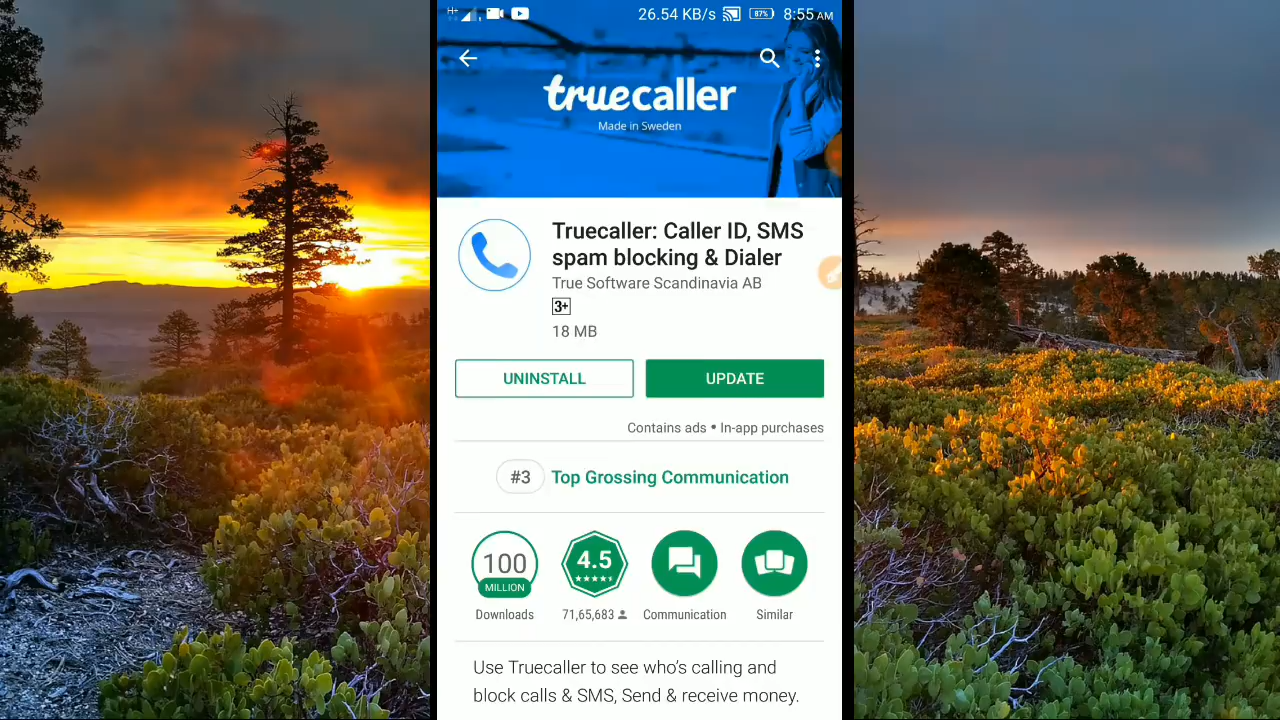 H+ 1 26.54 KB/s 87% 8:55 AM
truecaller
Made in Sweden
Truecaller: Caller ID, SMS
spam blocking & Dialer
True Software Scandinavia AB
3+
18 MB
UNINSTALL UPDATE
Contains ads • In-app purchases
#3 Top Grossing Communication
100 4.5
MILLION
Downloads 71,65,683 Communication Similar
Use Truecaller to see who's calling and
block calls & SMS, Send & receive money.